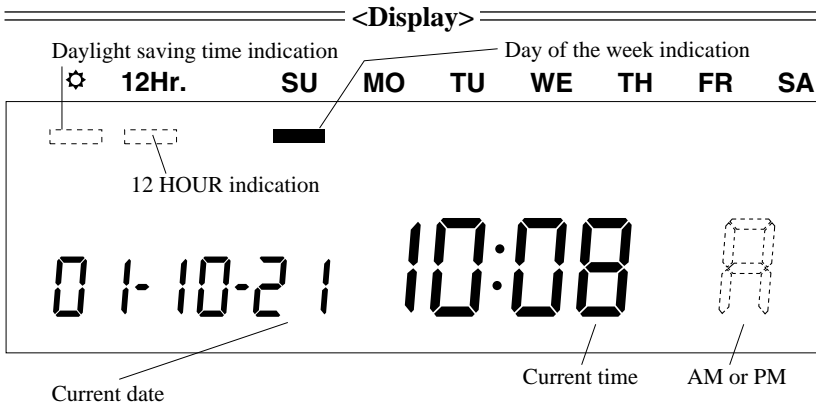 <Display>
Daylight saving time indication
Day of the week indication
☼ 12Hr. SU MO TU WE TH FR SA
12 HOUR indication
01-10-21 10:08 A
Current date
Current time
AM or PM